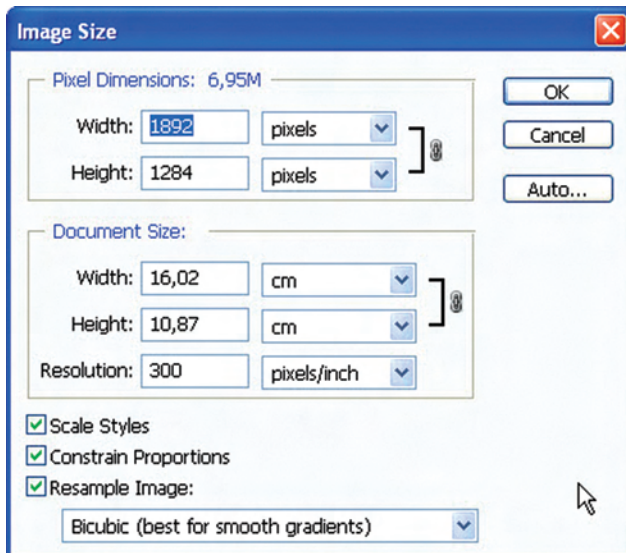 Image Size
Pixel Dimensions: 6,95M
OK
Width: 1892 pixels
Cancel
Height: 1284 pixels
Auto...
Document Size:
Width: 16,02 cm
Height: 10,87 cm
Resolution: 300 pixels/inch
Scale Styles
Constrain Proportions
Resample Image:
Bicubic (best for smooth gradients)